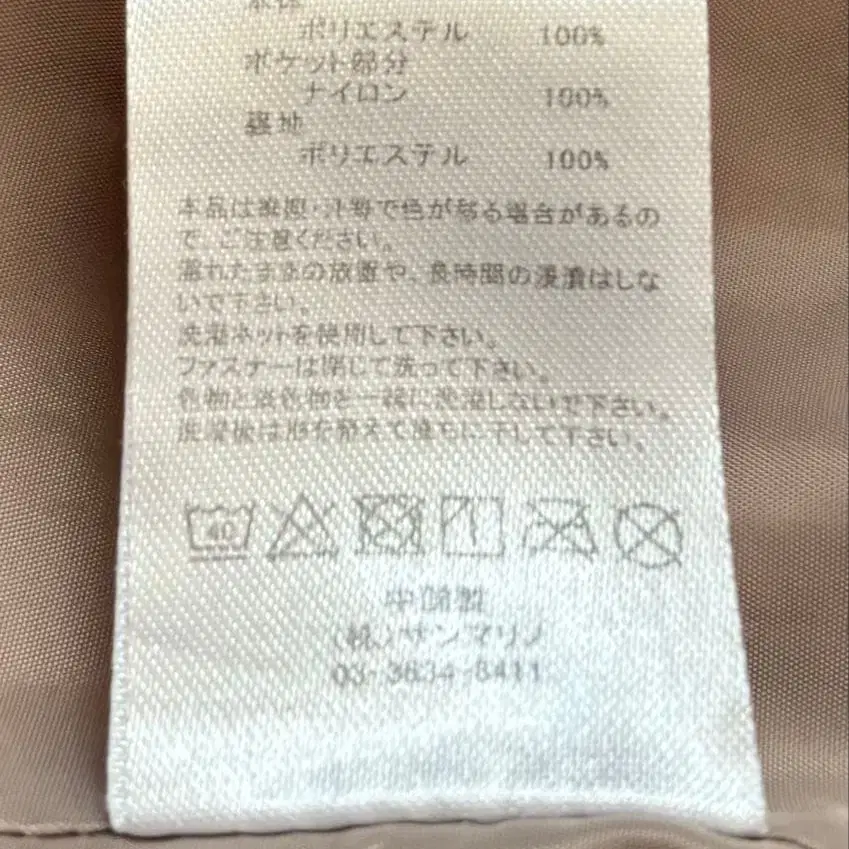 本体
ポリエステル 100%
ポケット部分
ナイロン 100%
裏地
ポリエステル 100%
本品は摩擦・汗等で色が移る場合があるの
で、ご注意ください。
濡れたままの放置や、長時間の浸漬はしな
いで下さい。
洗濯ネットを使用して下さい。
ファスナーは閉じて洗って下さい。
色物と淡色物を一緒に洗濯しないで下さい。
洗濯後は形を整えて直ちに干して下さい。
40
中国製
(株)サンマリノ
03-3634-8411